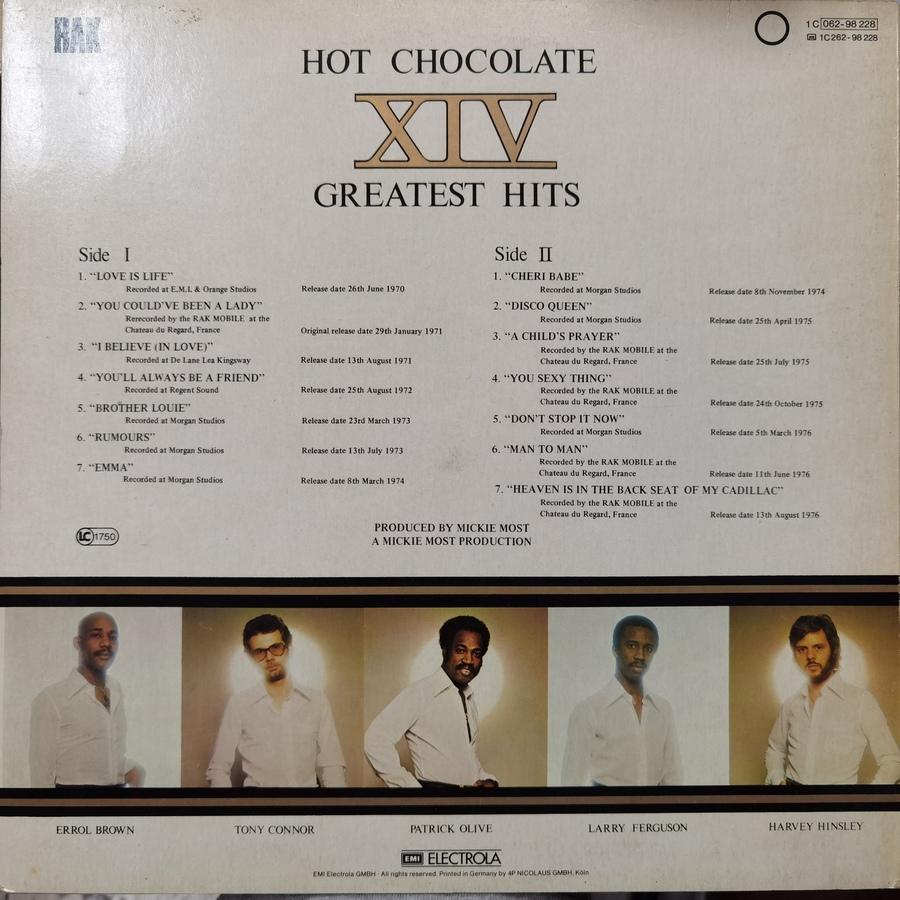 RAK
1C 062-98 228
1C 262-98 228
HOT CHOCOLATE
XIV
GREATEST HITS
Side I
1. “LOVE IS LIFE”
Recorded at E.M.I. & Orange Studios Release date 26th June 1970
2. “YOU COULD’VE BEEN A LADY”
Rerecorded by the RAK MOBILE at the
Chateau du Regard, France Original release date 29th January 1971
3. “I BELIEVE (IN LOVE)”
Recorded at De Lane Lea Kingsway Release date 13th August 1971
4. “YOU’LL ALWAYS BE A FRIEND”
Recorded at Regent Sound Release date 25th August 1972
5. “BROTHER LOUIE”
Recorded at Morgan Studios Release date 23rd March 1973
6. “RUMOURS”
Recorded at Morgan Studios Release date 13th July 1973
7. “EMMA”
Recorded at Morgan Studios Release date 8th March 1974
Side II
1. “CHERI BABE”
Recorded at Morgan Studios Release date 8th November 1974
2. “DISCO QUEEN”
Recorded at Morgan Studios Release date 25th April 1975
3. “A CHILD’S PRAYER”
Recorded by the RAK MOBILE at the
Chateau du Regard, France Release date 25th July 1975
4. “YOU SEXY THING”
Recorded by the RAK MOBILE at the
Chateau du Regard, France Release date 24th October 1975
5. “DON’T STOP IT NOW”
Recorded at Morgan Studios Release date 5th March 1976
6. “MAN TO MAN”
Recorded by the RAK MOBILE at the
Chateau du Regard, France Release date 11th June 1976
7. “HEAVEN IS IN THE BACK SEAT OF MY CADILLAC”
Recorded by the RAK MOBILE at the
Chateau du Regard, France Release date 13th August 1976
PRODUCED BY MICKIE MOST
A MICKIE MOST PRODUCTION
LC 1750
ERROL BROWN TONY CONNOR PATRICK OLIVE LARRY FERGUSON HARVEY HINSLEY
EMI ELECTROLA
EMI Electrola GMBH · All rights reserved. Printed in Germany by 4P NICOLAUS GMBH, Köln